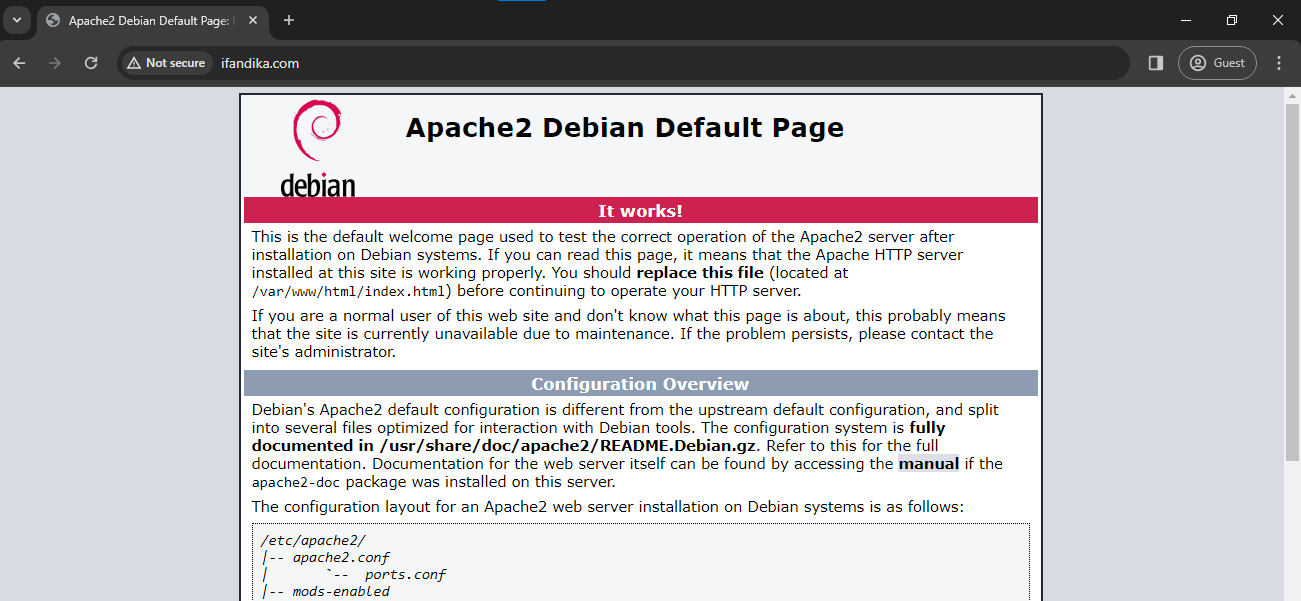 Apache2 Debian Default Page:
Not secure
ifandika.com
Guest
debian
Apache2 Debian Default Page
It works!
This is the default welcome page used to test the correct operation of the Apache2 server after
installation on Debian systems. If you can read this page, it means that the Apache HTTP server
installed at this site is working properly. You should replace this file (located at
/var/www/html/index.html) before continuing to operate your HTTP server.
If you are a normal user of this web site and don't know what this page is about, this probably means
that the site is currently unavailable due to maintenance. If the problem persists, please contact the
site's administrator.
Configuration Overview
Debian's Apache2 default configuration is different from the upstream default configuration, and split
into several files optimized for interaction with Debian tools. The configuration system is fully
documented in /usr/share/doc/apache2/README.Debian.gz. Refer to this for the full
documentation. Documentation for the web server itself can be found by accessing the manual if the
apache2-doc package was installed on this server.
The configuration layout for an Apache2 web server installation on Debian systems is as follows:
/etc/apache2/
|-- apache2.conf
|       `--  ports.conf
|-- mods-enabled